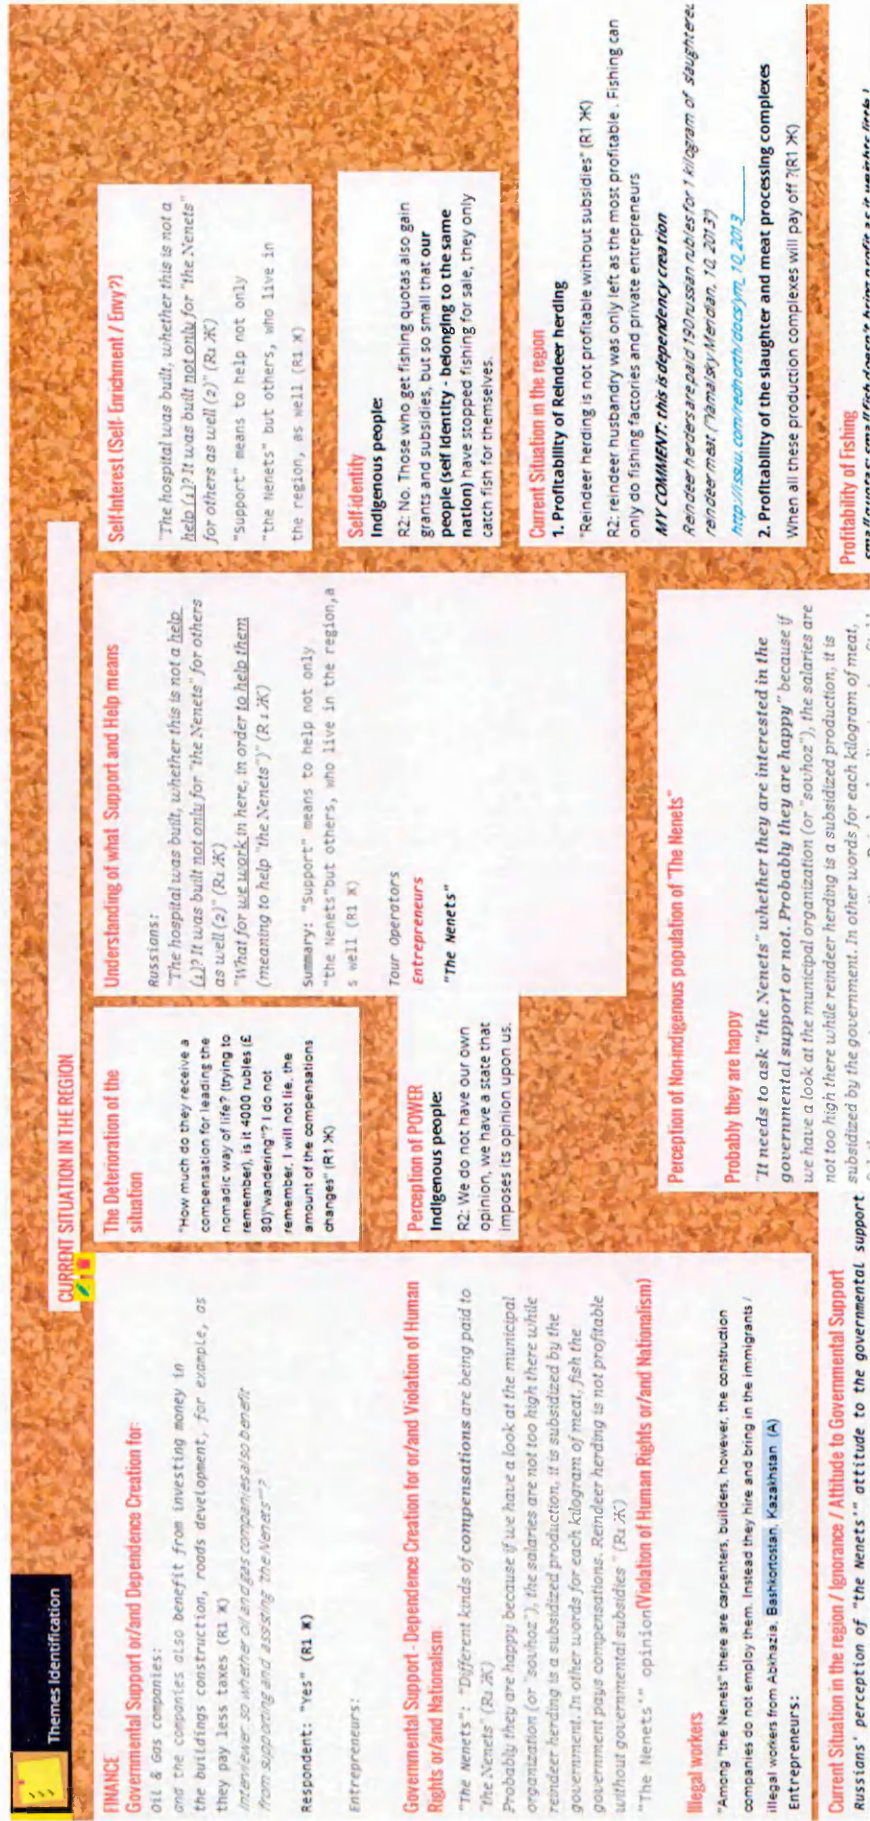 Themes Identification
CURRENT SITUATION IN THE REGION
FINANCE
Governmental Support or/and Dependence Creation for:
Oil & Gas companies:
and the companies also benefit from investing money in
the buildings construction, roads development, for example, as
they pay less taxes (R1 Ж)
Interviewer: so whether oil and gas companies also benefit
from supporting and assisting the Nenets"?
Respondent: "Yes" (R1 Ж)
Entrepreneurs:
Governmental Support - Dependence Creation for or/and Violation of Human
Rights or/and Nationalism:
"The Nenets": "Different kinds of compensations are being paid to
"the Nenets" (R1 Ж)
Probably they are happy because if we have a look at the municipal
organization (or "sovhoz"), the salaries are not too high there while
reindeer herding is a subsidized production, it is subsidized by the
government. In other words for each kilogram of meat, fish the
government pays compensations. Reindeer herding is not profitable
without governmental subsidies" (R1 Ж)
"The Nenets'" opinion(Violation of Human Rights or/and Nationalism)
Illegal workers
"Among "the Nenets" there are carpenters, builders, however, the construction
companies do not employ them. Instead they hire and bring in the immigrants /
illegal workers from Abkhazia, Bashkortostan, Kazakhstan (A)
Entrepreneurs:
Current Situation in the region / Ignorance / Attitude to Governmental Support
Russians' perception of "the Nenets'" attitude to the governmental support
The Deterioration of the
situation
"How much do they receive a
compensation for leading the
nomadic way of life? (trying to
remember), is it 4000 rubles (£
80)"wandering"? I do not
remember, I will not lie, the
amount of the compensations
changes" (R1 Ж)
Perception of POWER
Indigenous people:
R2: We do not have our own
opinion, we have a state that
imposes its opinion upon us.
Understanding of what Support and Help means
Russians:
"The hospital was built, whether this is not a help
(1)? It was built not only for "the Nenets" for others
as well (2)" (R1 Ж)
"What for we work in here, in order to help them
(meaning to help "the Nenets")" (R1 Ж)
Summary: "Support" means to help not only
"the Nenets"but others, who live in the region,a
s well (R1 Ж)
Tour Operators
Entrepreneurs
"The Nenets"
Perception of Non-indigenous population of "The Nenets"
Probably they are happy
"It needs to ask "the Nenets" whether they are interested in the
governmental support or not. Probably they are happy" because if
we have a look at the municipal organization (or "sovhoz"), the salaries are
not too high there while reindeer herding is a subsidized production, it is
subsidized by the government. In other words for each kilogram of meat,
Self-Interest (Self- Enrichment / Envy?)
"The hospital was built, whether this is not a
help (1)? It was built not only for "the Nenets"
for others as well (2)" (R1 Ж)
"Support" means to help not only
"the Nenets" but others, who live in
the region, as well (R1 Ж)
Self-identity
Indigenous people:
R2: No. Those who get fishing quotas also gain
grants and subsidies, but so small that our
people (self identity - belonging to the same
nation) have stopped fishing for sale, they only
catch fish for themselves.
Current Situation in the region
1. Profitability of Reindeer herding
"Reindeer herding is not profitable without subsidies" (R1 Ж)
R2: reindeer husbandry was only left as the most profitable . Fishing can
only do fishing factories and private entrepreneurs
MY COMMENT: this is dependency creation
Reindeer herders are paid 190 russian rubles for 1 kilogram of slaughtered
reindeer meat ("Yamalsky Meridian, 10, 2013")
http://issuu.com/rednorth/docs/ym_10_2013
2. Profitability of the slaughter and meat processing complexes
When all these production complexes will pay off ?(R1 Ж)
Profitability of Fishing
small quotas; small fish doesn't bring profit as it weights little )